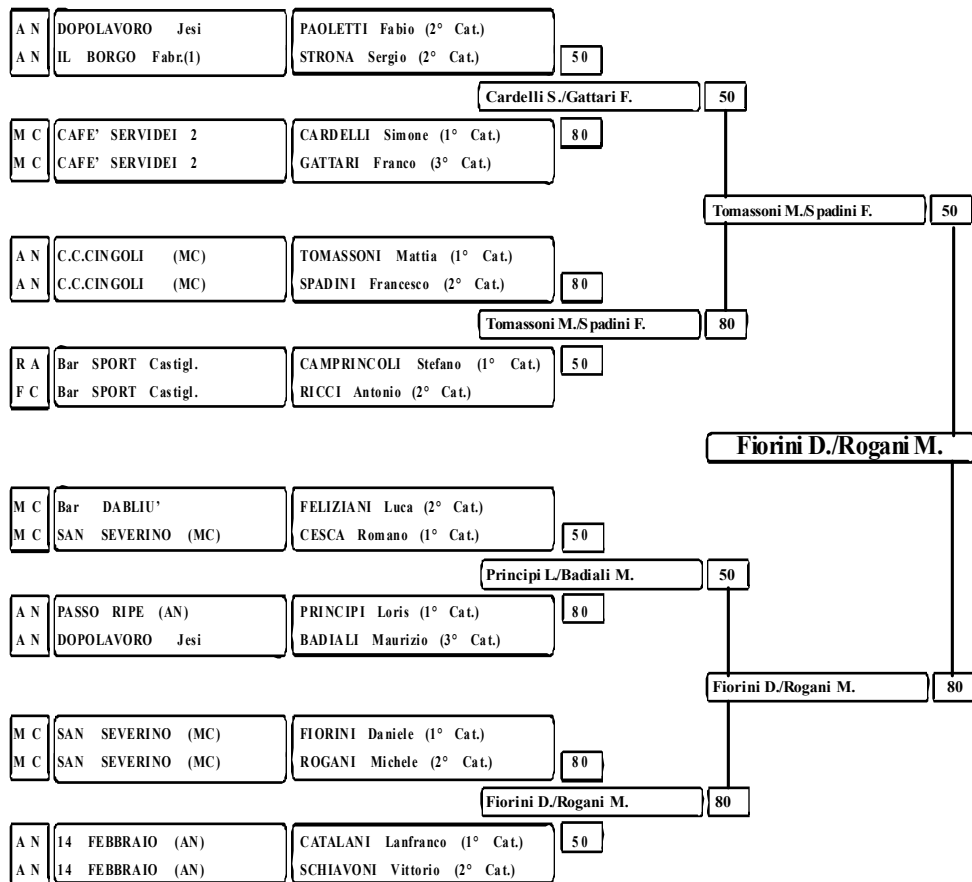 A N DOPOLAVORO Jesi PAOLETTI Fabio (2° Cat.)
A N IL BORGO Fabr.(1) STRONA Sergio (2° Cat.) 50
Cardelli S./Gattari F. 50
M C CAFE' SERVIDEI 2 CARDELLI Simone (1° Cat.) 80
M C CAFE' SERVIDEI 2 GATTARI Franco (3° Cat.)
Tomassoni M./Spadini F. 50
A N C.C.CINGOLI (MC) TOMASSONI Mattia (1° Cat.)
A N C.C.CINGOLI (MC) SPADINI Francesco (2° Cat.) 80
Tomassoni M./Spadini F. 80
R A Bar SPORT Castigl. CAMPRINCOLI Stefano (1° Cat.) 50
F C Bar SPORT Castigl. RICCI Antonio (2° Cat.)
Fiorini D./Rogani M.
M C Bar DABLIU' FELIZIANI Luca (2° Cat.)
M C SAN SEVERINO (MC) CESCA Romano (1° Cat.) 50
Principi L./Badiali M. 50
A N PASSO RIPE (AN) PRINCIPI Loris (1° Cat.) 80
A N DOPOLAVORO Jesi BADIALI Maurizio (3° Cat.)
Fiorini D./Rogani M. 80
M C SAN SEVERINO (MC) FIORINI Daniele (1° Cat.)
M C SAN SEVERINO (MC) ROGANI Michele (2° Cat.) 80
Fiorini D./Rogani M. 80
A N 14 FEBBRAIO (AN) CATALANI Lanfranco (1° Cat.) 50
A N 14 FEBBRAIO (AN) SCHIAVONI Vittorio (2° Cat.)